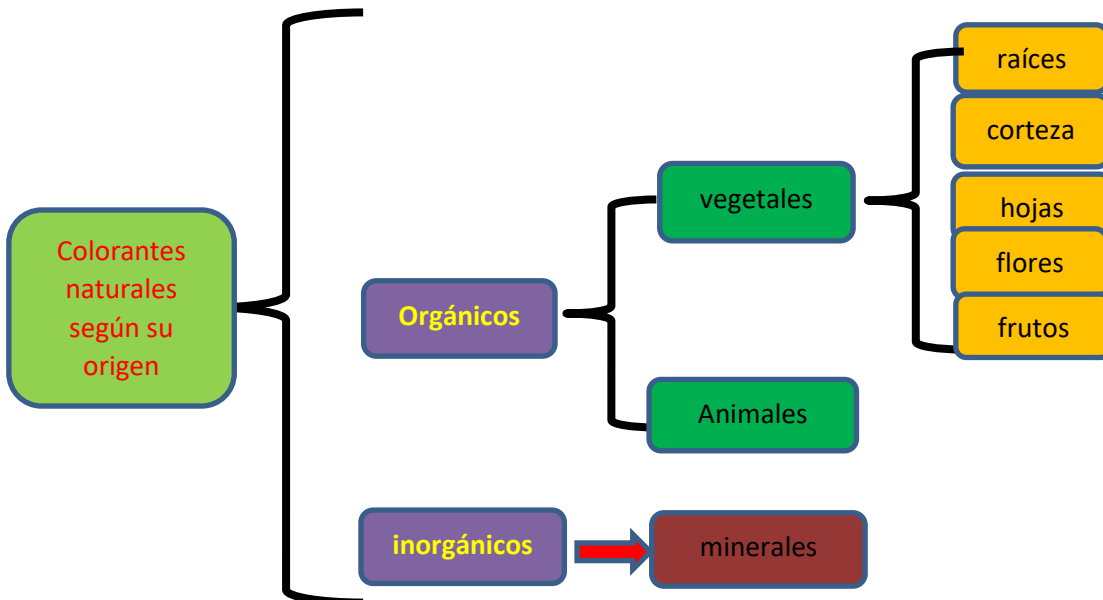 Colorantes
naturales
según su
origen
Orgánicos
vegetales
raíces
corteza
hojas
flores
frutos
Animales
inorgánicos
minerales